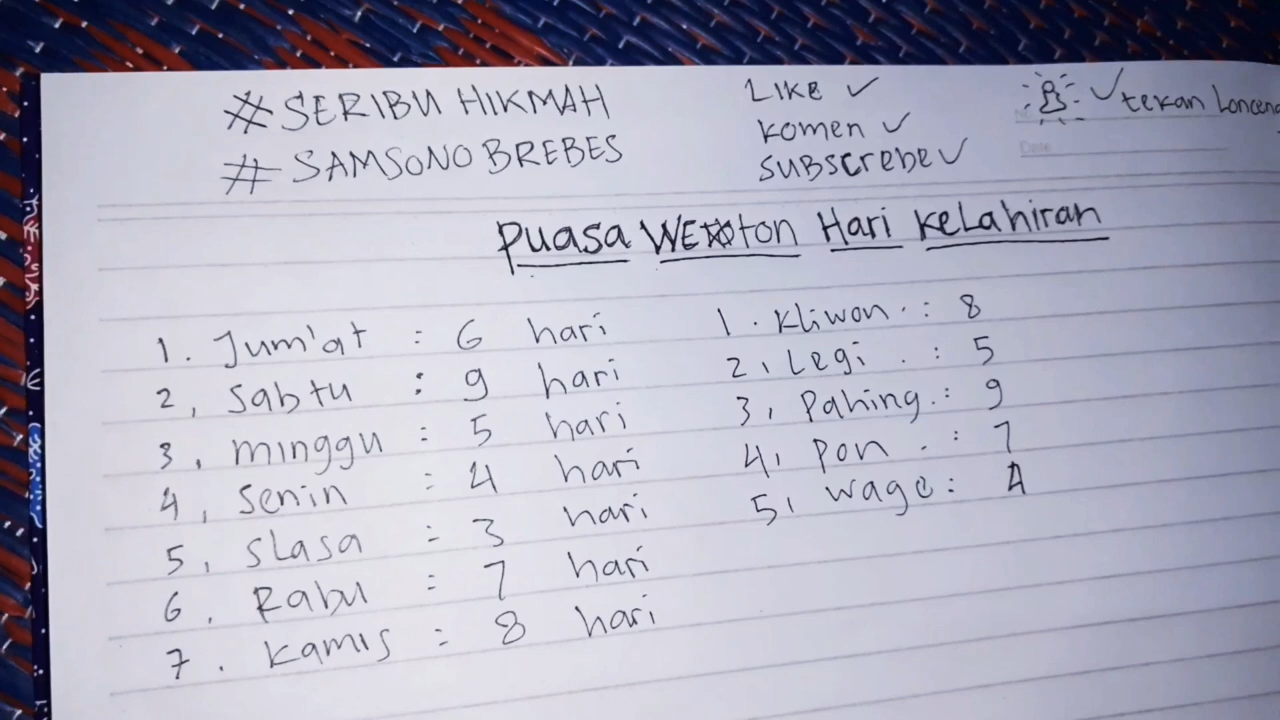 #SERIBU HIKMAH
#SAMSONO BREBES
LIKE ✓
komen ✓
SUBSCREBE ✓
✓ tekan Lonceng
Date
Puasa WETON Hari Kelahiran
1. Jum'at : 6 hari
2, Sabtu : 9 hari
3, minggu : 5 hari
4, Senin : 4 hari
5, SLasa : 3 hari
6. Rabu : 7 hari
7. Kamis : 8 hari
1. Kliwon. : 8
2, Legi . : 5
3, Pahing. : 9
4, Pon . : 7
5, wage : 4